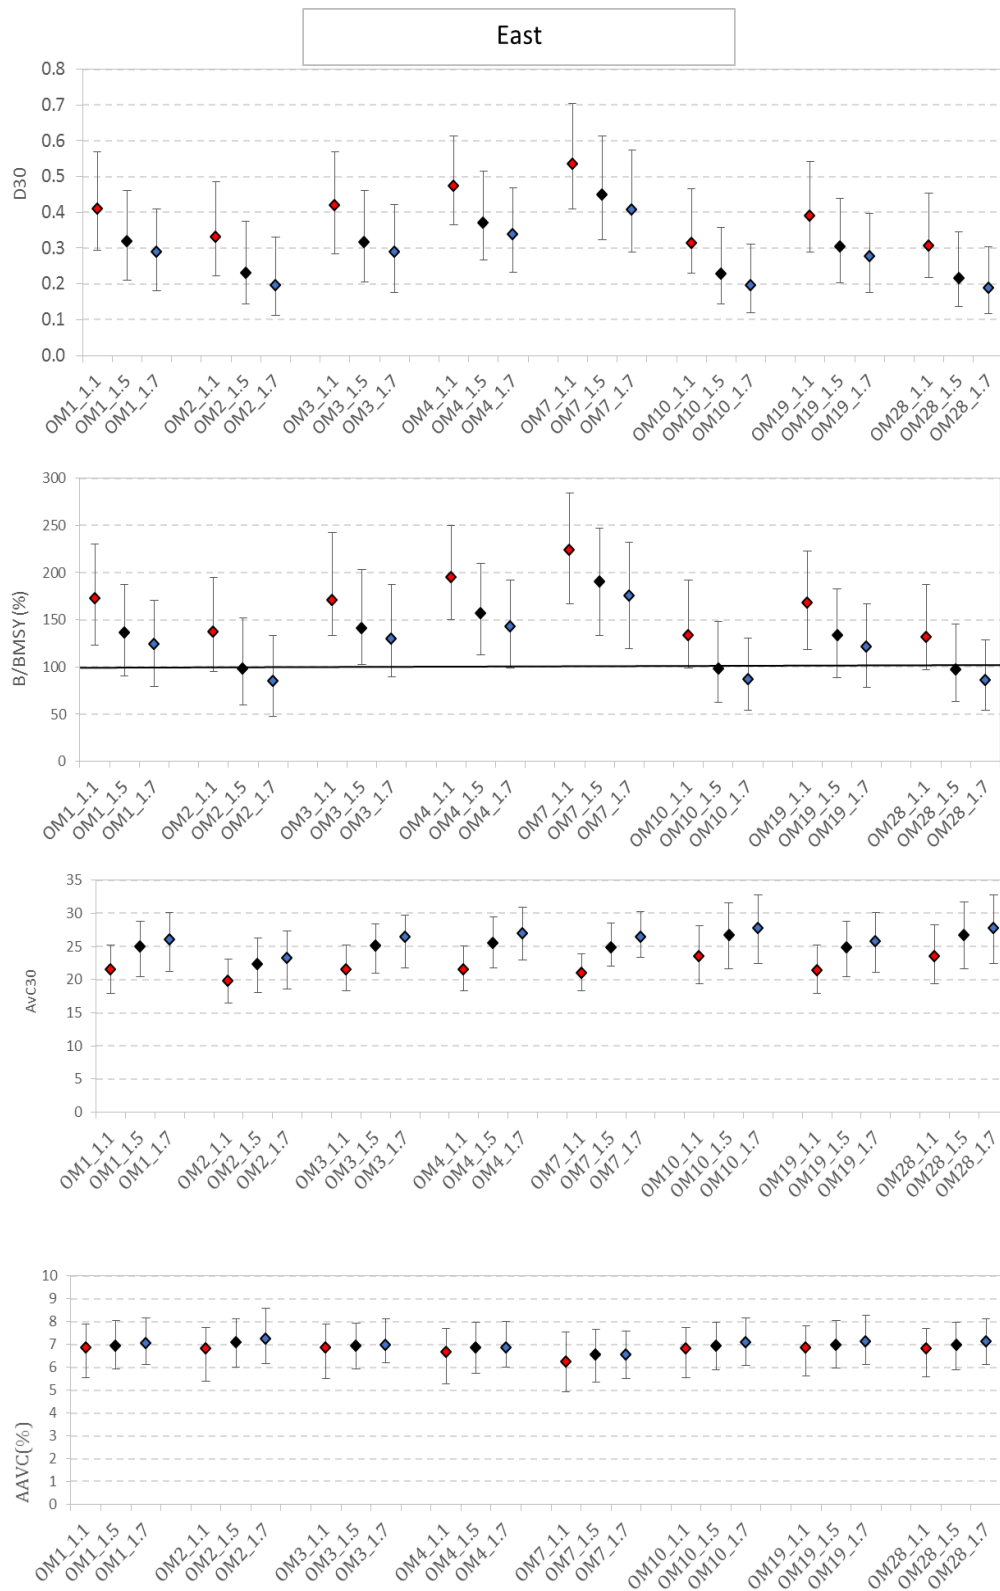 East
0.8
0.7
0.6
0.5
0.4
0.3
0.2
0.1
0.0
D30
OM1_1.1
OM1_1.5
OM1_1.7
OM2_1.1
OM2_1.5
OM2_1.7
OM3_1.1
OM3_1.5
OM3_1.7
OM4_1.1
OM4_1.5
OM4_1.7
OM7_1.1
OM7_1.5
OM7_1.7
OM10_1.1
OM10_1.5
OM10_1.7
OM19_1.1
OM19_1.5
OM19_1.7
OM28_1.1
OM28_1.5
OM28_1.7
300
250
200
150
100
50
0
B/BMSY (%)
OM1_1.1
OM1_1.5
OM1_1.7
OM2_1.1
OM2_1.5
OM2_1.7
OM3_1.1
OM3_1.5
OM3_1.7
OM4_1.1
OM4_1.5
OM4_1.7
OM7_1.1
OM7_1.5
OM7_1.7
OM10_1.1
OM10_1.5
OM10_1.7
OM19_1.1
OM19_1.5
OM19_1.7
OM28_1.1
OM28_1.5
OM28_1.7
35
30
25
20
15
10
5
0
AvC30
OM1_1.1
OM1_1.5
OM1_1.7
OM2_1.1
OM2_1.5
OM2_1.7
OM3_1.1
OM3_1.5
OM3_1.7
OM4_1.1
OM4_1.5
OM4_1.7
OM7_1.1
OM7_1.5
OM7_1.7
OM10_1.1
OM10_1.5
OM10_1.7
OM19_1.1
OM19_1.5
OM19_1.7
OM28_1.1
OM28_1.5
OM28_1.7
10
9
8
7
6
5
4
3
2
1
0
AAVC(%)
OM1_1.1
OM1_1.5
OM1_1.7
OM2_1.1
OM2_1.5
OM2_1.7
OM3_1.1
OM3_1.5
OM3_1.7
OM4_1.1
OM4_1.5
OM4_1.7
OM7_1.1
OM7_1.5
OM7_1.7
OM10_1.1
OM10_1.5
OM10_1.7
OM19_1.1
OM19_1.5
OM19_1.7
OM28_1.1
OM28_1.5
OM28_1.7